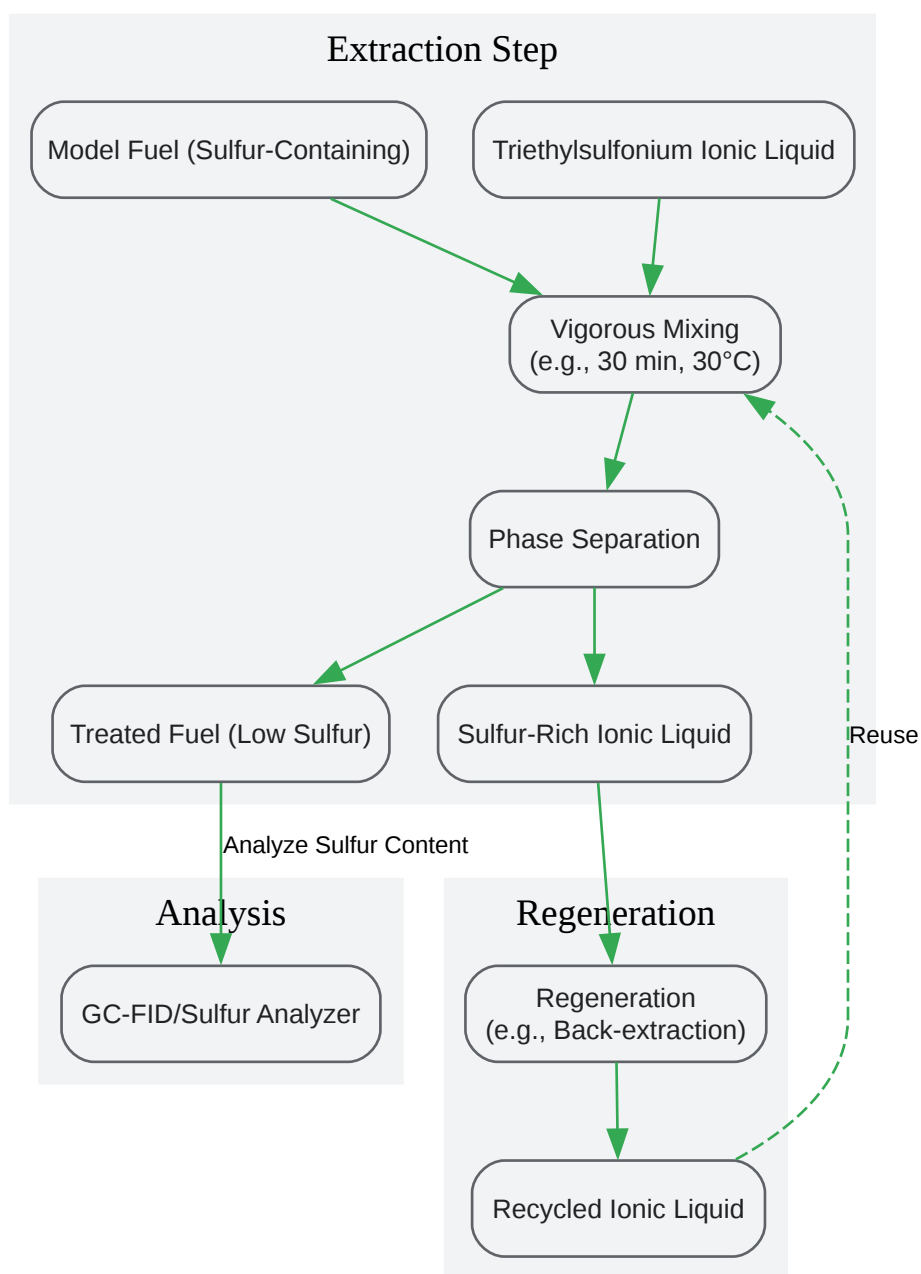 Extraction Step
Model Fuel (Sulfur-Containing)
Triethylsulfonium Ionic Liquid
Vigorous Mixing
(e.g., 30 min, 30°C)
Phase Separation
Treated Fuel (Low Sulfur)
Sulfur-Rich Ionic Liquid
Reuse
Analyze Sulfur Content
Analysis
Regeneration
GC-FID/Sulfur Analyzer
Regeneration
(e.g., Back-extraction)
Recycled Ionic Liquid